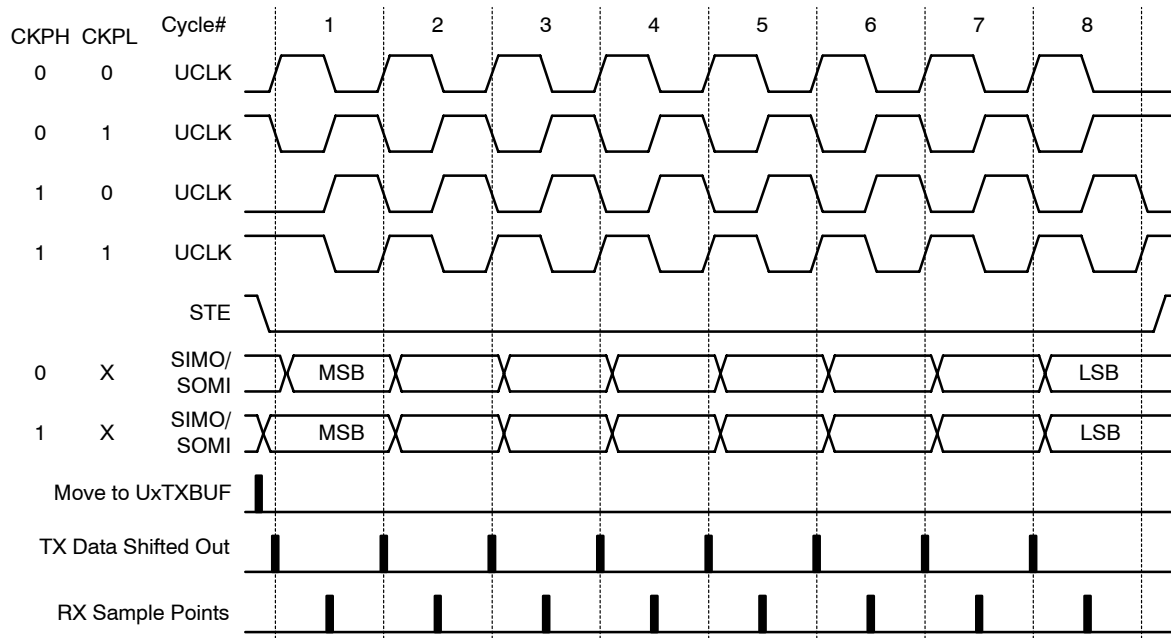 Cycle# 1 2 3 4 5 6 7 8
CKPH CKPL
0 0 UCLK
0 1 UCLK
1 0 UCLK
1 1 UCLK
STE
0 X SIMO/
SOMI MSB LSB
1 X SIMO/
SOMI MSB LSB
Move to UxTXBUF
TX Data Shifted Out
RX Sample Points